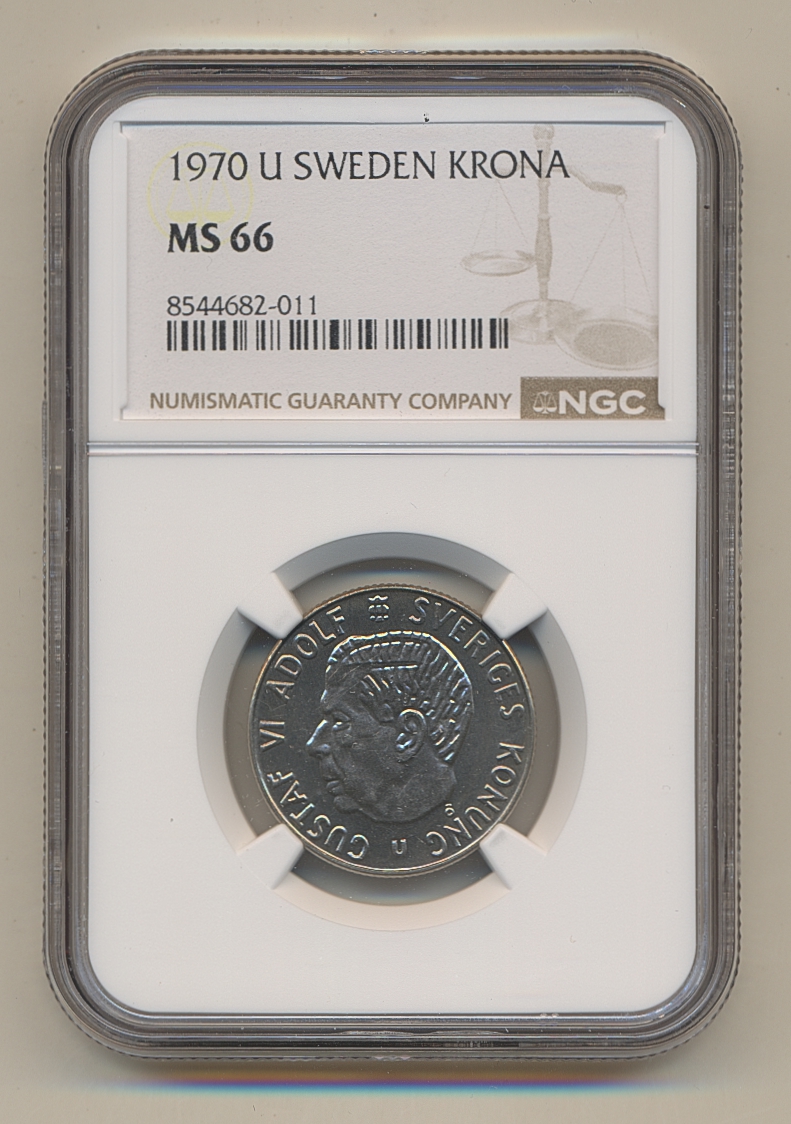 1970 U SWEDEN KRONA
MS 66
8544682-011
NUMISMATIC GUARANTY COMPANY NGC
GUSTAF VI ADOLF SVERIGES KONUNG
U